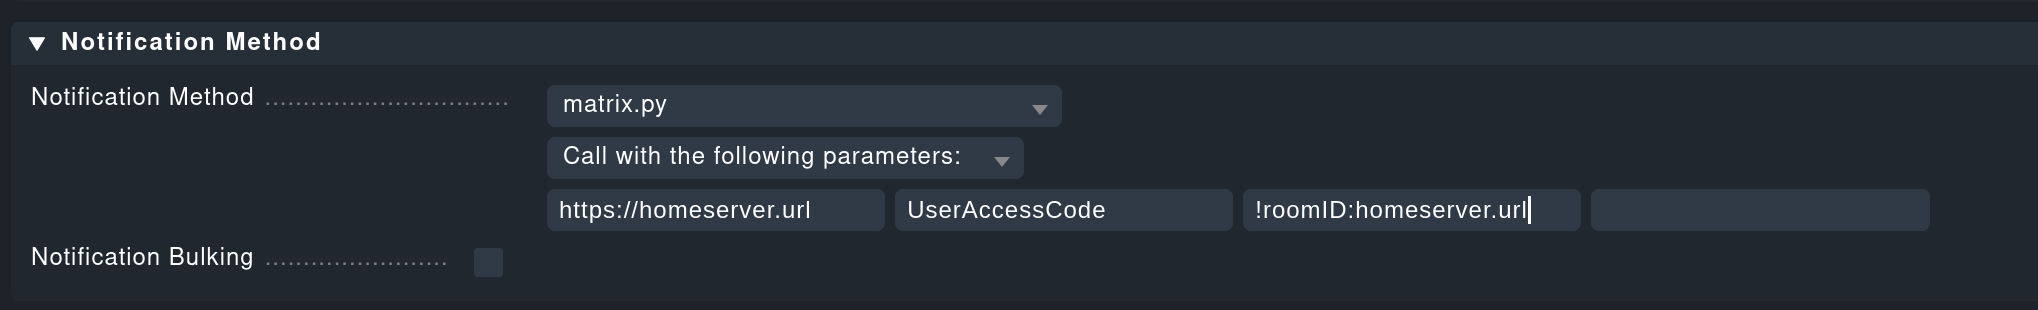 Notification Method
Notification Method ................................ matrix.py
Call with the following parameters:
https://homeserver.url UserAccessCode !roomID:homeserver.url
Notification Bulking ........................